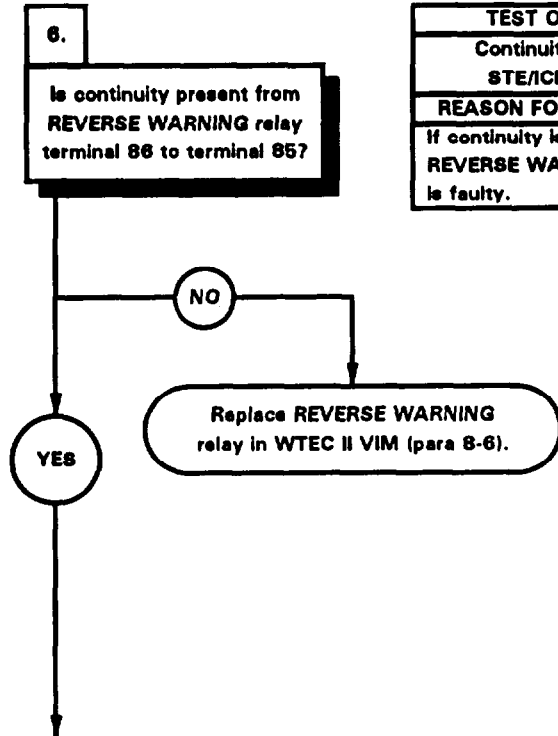 6.
Is continuity present from
REVERSE WARNING relay
terminal 86 to terminal 85?
TEST O
Continuit
STE/ICE
REASON FO
If continuity is
REVERSE WA
is faulty.
NO
Replace REVERSE WARNING
relay in WTEC II VIM (para 8-6).
YES